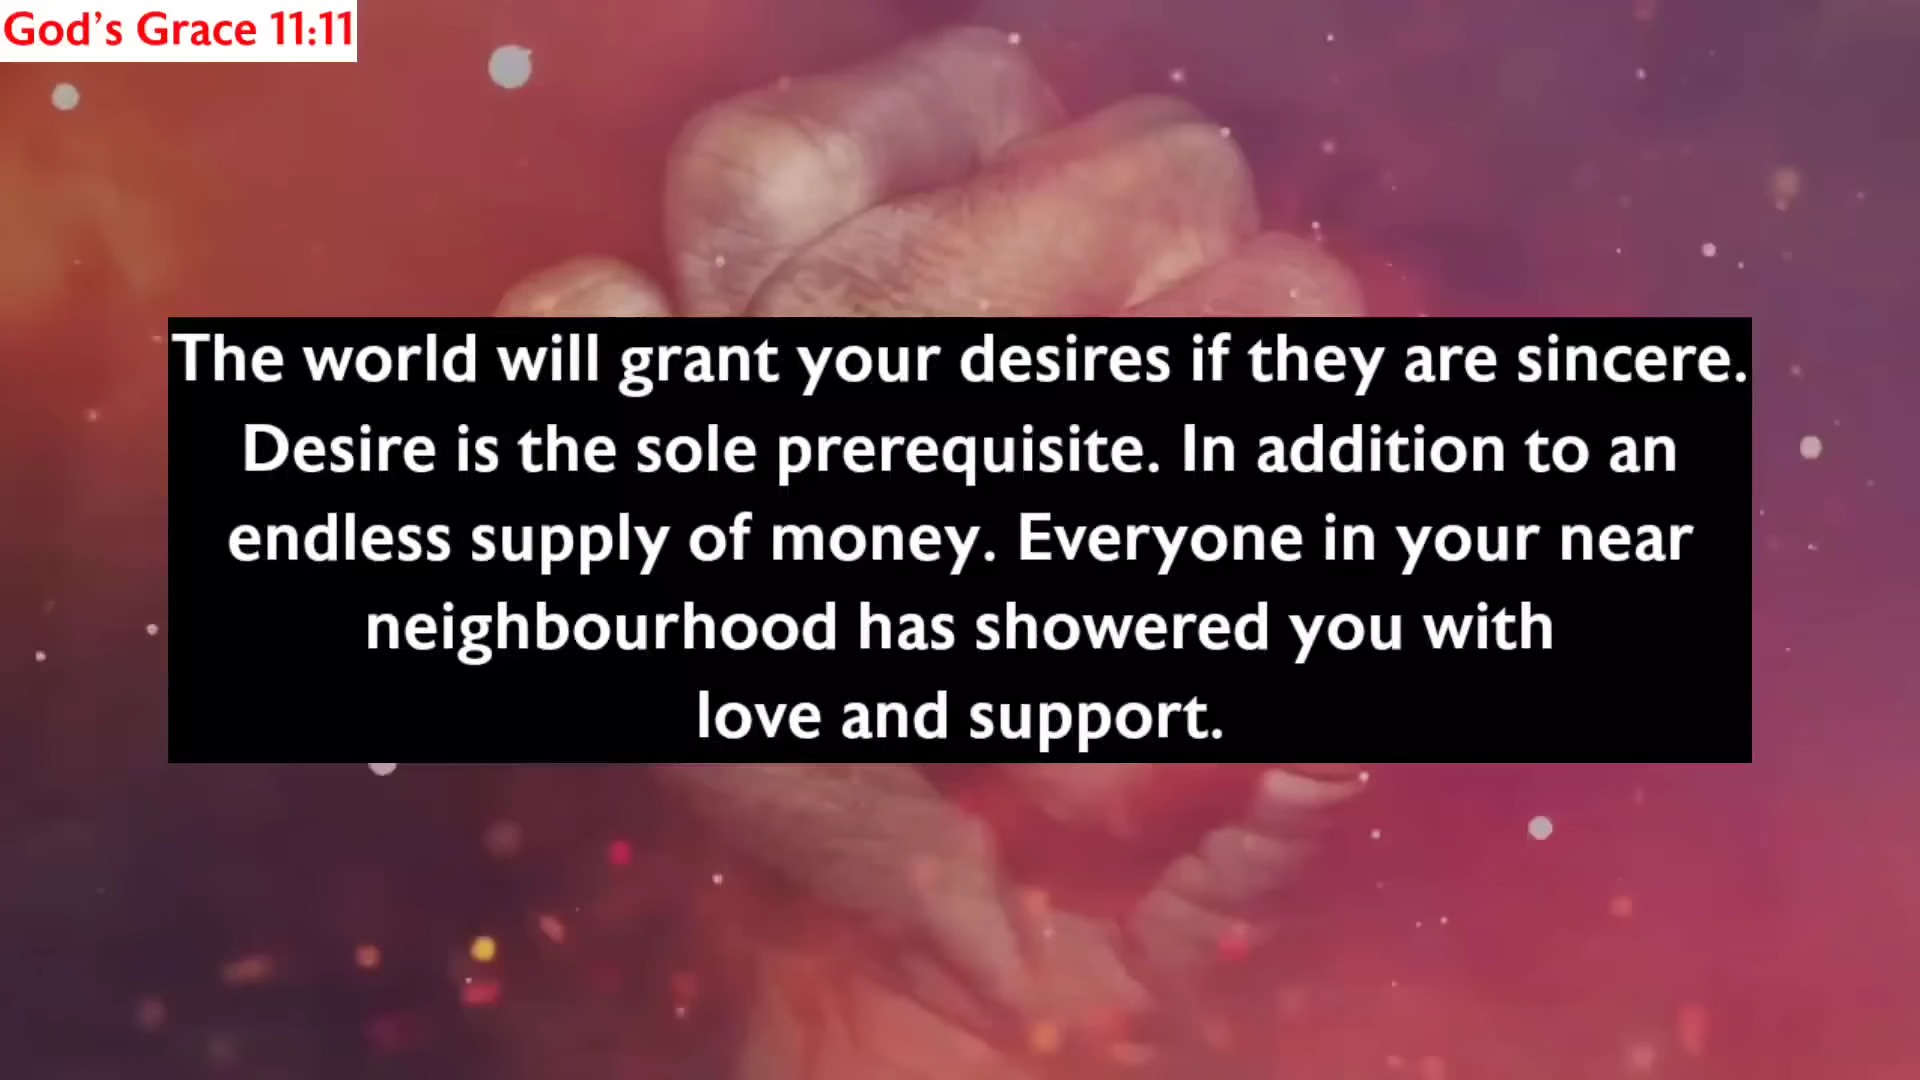 God's Grace 11:11
The world will grant your desires if they are sincere.
Desire is the sole prerequisite. In addition to an
endless supply of money. Everyone in your near
neighbourhood has showered you with
love and support.